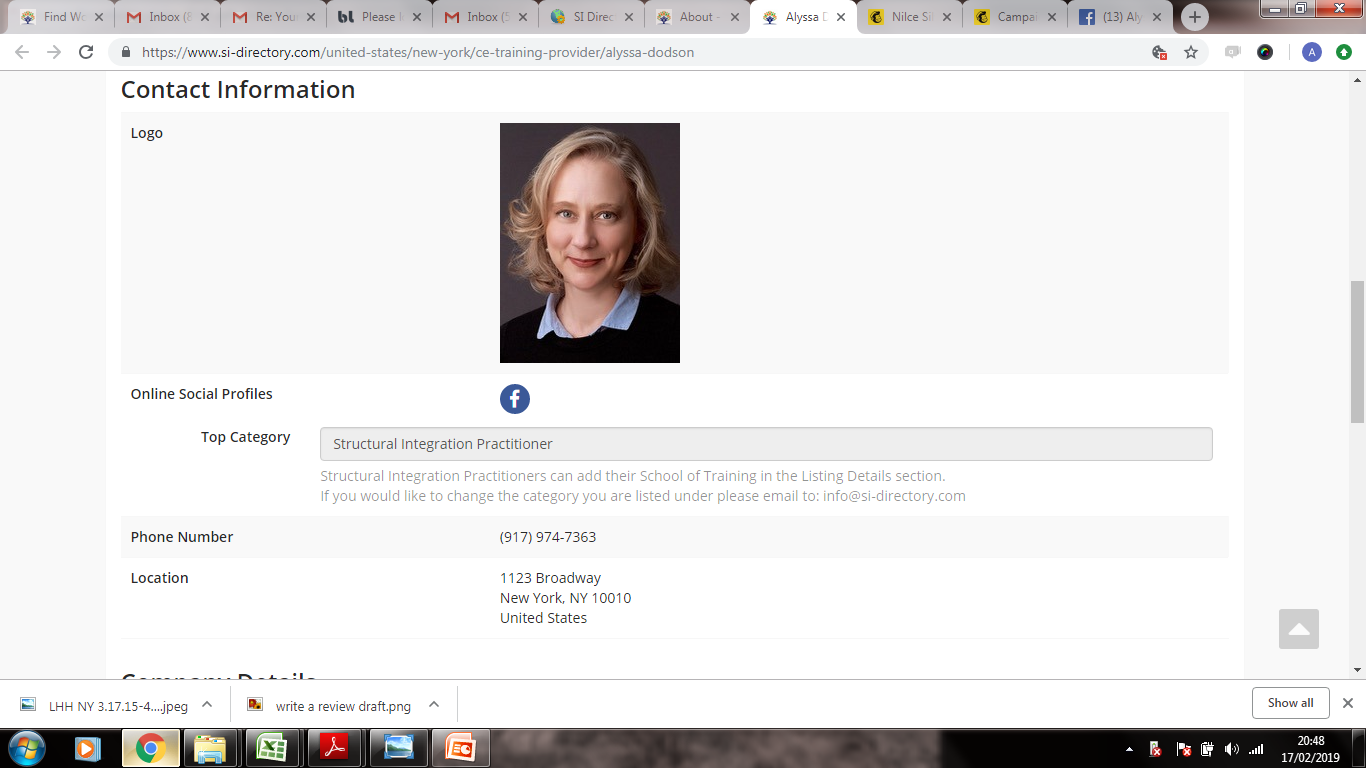 Find Wo
Inbox (8
Re: Your
Please l
Inbox (5
SI Direc
About -
Alyssa D
Nilce Si
Campai
(13) Aly
https://www.si-directory.com/united-states/new-york/ce-training-provider/alyssa-dodson
A
Contact Information
Logo
Online Social Profiles
Top Category
Structural Integration Practitioner
Structural Integration Practitioners can add their School of Training in the Listing Details section.
If you would like to change the category you are listed under please email to: info@si-directory.com
Phone Number
(917) 974-7363
Location
1123 Broadway
New York, NY 10010
United States
Company Details
LHH NY 3.17.15-4....jpeg
write a review draft.png
Show all
20:48
17/02/2019